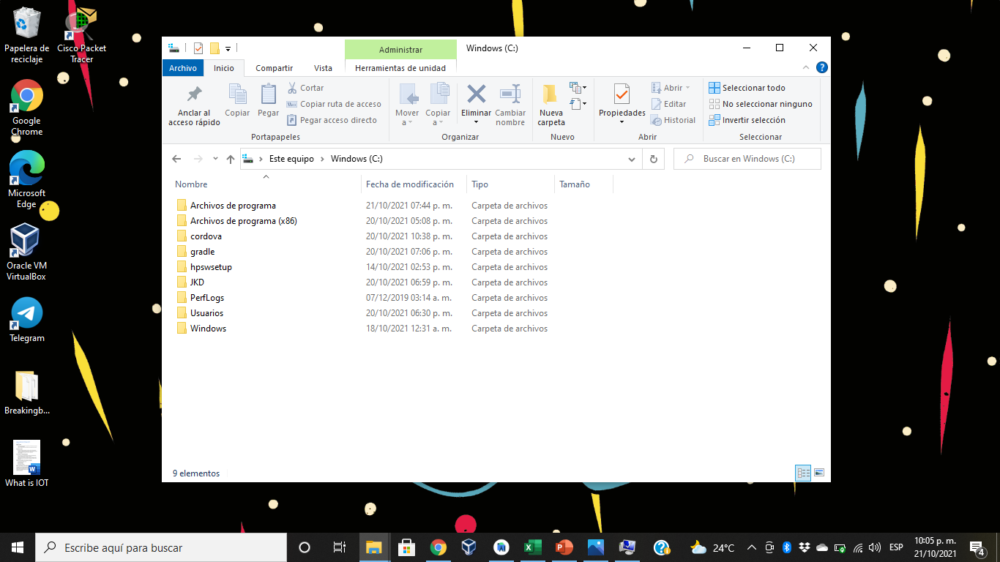 Papelera de
reciclaje
Cisco Packet
Tracer
Google
Chrome
Microsoft
Edge
Oracle VM
VirtualBox
Telegram
Breakingb...
What is IOT
Administrar
Windows (C:)
Archivo
Inicio
Compartir
Vista
Herramientas de unidad
Anclar al
acceso rápido
Copiar
Pegar
Cortar
Copiar ruta de acceso
Pegar acceso directo
Portapapeles
Mover
a
Copiar
a
Eliminar
Cambiar
nombre
Organizar
Nueva
carpeta
Nuevo
Propiedades
Abrir
Editar
Historial
Abrir
Seleccionar todo
No seleccionar ninguno
Invertir selección
Seleccionar
Este equipo
Windows (C:)
Buscar en Windows (C:)
Nombre Fecha de modificación Tipo Tamaño
Archivos de programa 21/10/2021 07:44 p. m. Carpeta de archivos
Archivos de programa (x86) 20/10/2021 05:08 p. m. Carpeta de archivos
cordova 20/10/2021 10:38 p. m. Carpeta de archivos
gradle 20/10/2021 07:06 p. m. Carpeta de archivos
hpswsetup 14/10/2021 02:53 p. m. Carpeta de archivos
JKD 20/10/2021 06:59 p. m. Carpeta de archivos
PerfLogs 07/12/2019 03:14 a. m. Carpeta de archivos
Usuarios 20/10/2021 06:30 p. m. Carpeta de archivos
Windows 18/10/2021 12:31 a. m. Carpeta de archivos
9 elementos
Escribe aquí para buscar
24°C
ESP
10:05 p. m.
21/10/2021
4